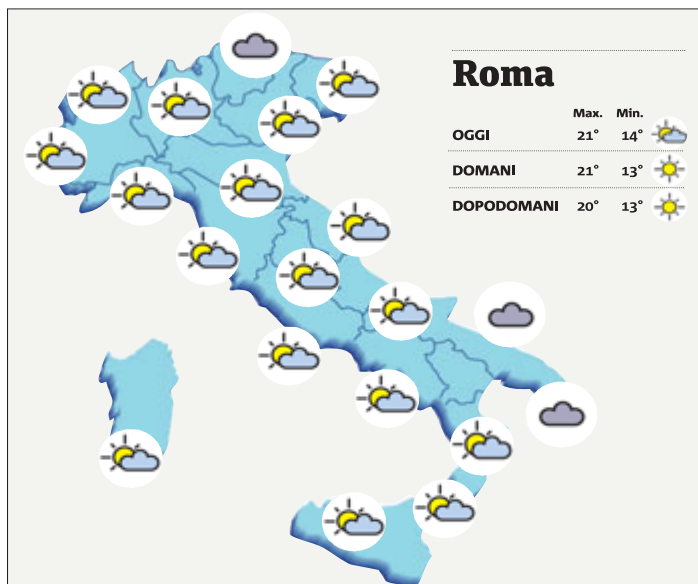 Roma
Max. Min.
OGGI 21° 14°
DOMANI 21° 13°
DOPODOMANI 20° 13°